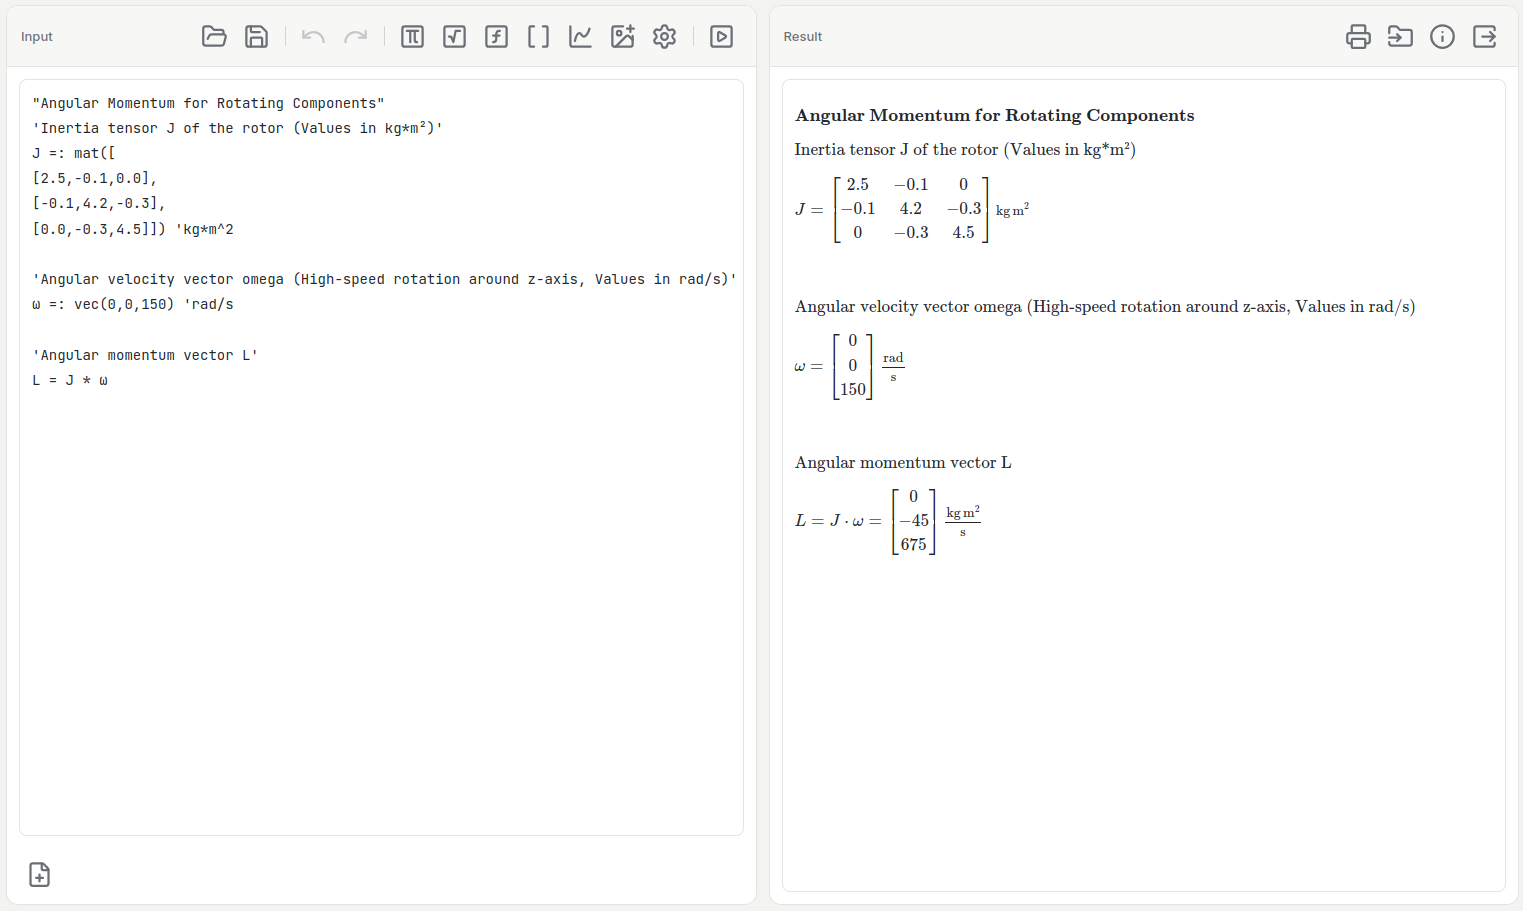 Input
"Angular Momentum for Rotating Components"
'Inertia tensor J of the rotor (Values in kg*m²)'
J =: mat([
[2.5,-0.1,0.0],
[-0.1,4.2,-0.3],
[0.0,-0.3,4.5]]) 'kg*m^2
'Angular velocity vector omega (High-speed rotation around z-axis, Values in rad/s)'
ω =: vec(0,0,150) 'rad/s
'Angular momentum vector L'
L = J * ω
Result
Angular Momentum for Rotating Components
Inertia tensor J of the rotor (Values in kg*m²)
2.5 −0.1 0
J = −0.1 4.2 −0.3 kg m²
0 −0.3 4.5
Angular velocity vector omega (High-speed rotation around z-axis, Values in rad/s)
0
ω = 0 rad/s
150
Angular momentum vector L
0
L = J · ω = −45 kg m²/s
675